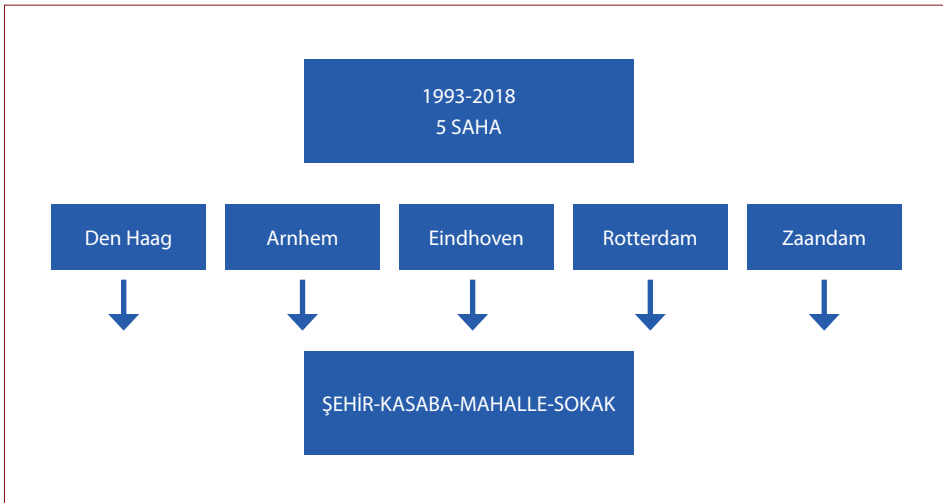 1993-2018
5 SAHA
Den Haag
Arnhem
Eindhoven
Rotterdam
Zaandam
ŞEHİR-KASABA-MAHALLE-SOKAK